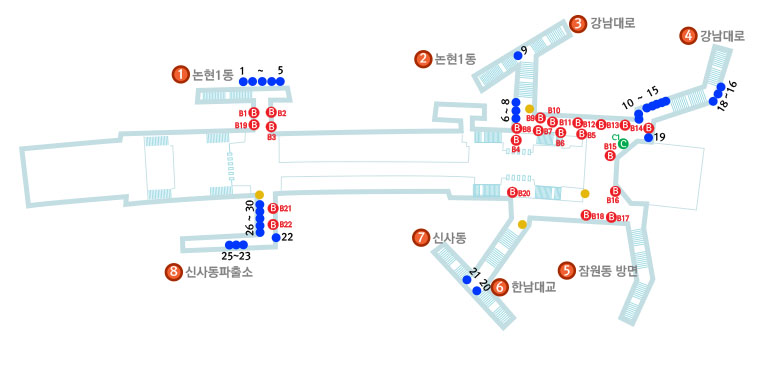 3 강남대로
4 강남대로
9
2 논현1동
1 논현1동
1 ~ 5
10 ~ 15
18~16
6 ~ 8
B1 B B B2
B19 B B B3
B9 B B10
B B11
B B12
B B13
B B14 B
B B8
B B7
B B6
B B5
B B4
19
C1 C
B15 B
B B16
B B20
B B18
B B17
26 ~ 30
B B21
B B22
22
25~23
8 신사동파출소
7 신사동
21
20
6 한남대교
5 잠원동 방면